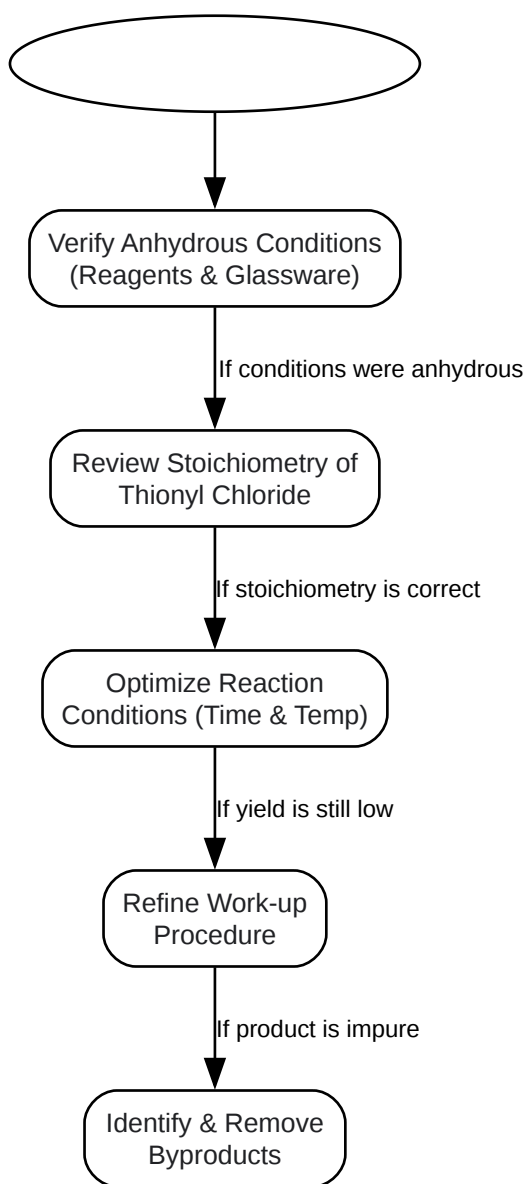 Verify Anhydrous Conditions
(Reagents & Glassware)
If conditions were anhydrous
Review Stoichiometry of
Thionyl Chloride
If stoichiometry is correct
Optimize Reaction
Conditions (Time & Temp)
If yield is still low
Refine Work-up
Procedure
If product is impure
Identify & Remove
Byproducts